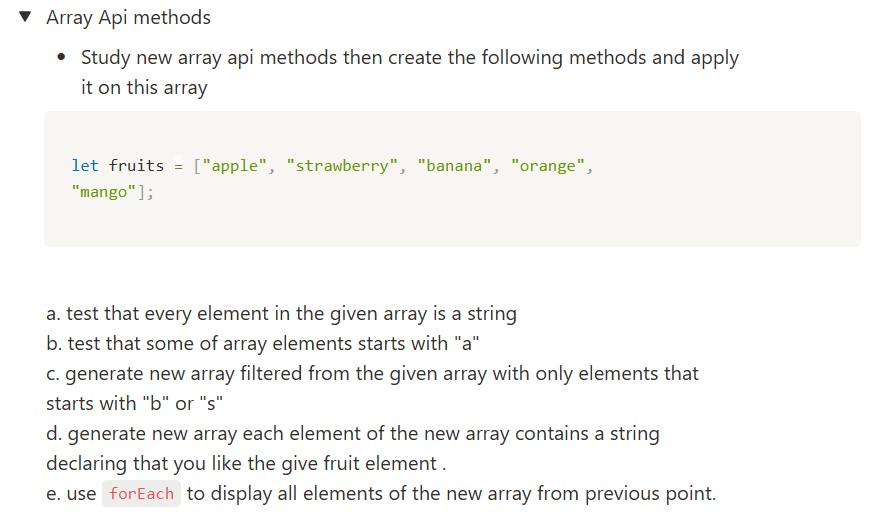 ▼ Array Api methods
• Study new array api methods then create the following methods and apply
it on this array
let fruits = ["apple", "strawberry", "banana", "orange",
"mango"];
a. test that every element in the given array is a string
b. test that some of array elements starts with "a"
c. generate new array filtered from the given array with only elements that
starts with "b" or "s"
d. generate new array each element of the new array contains a string
declaring that you like the give fruit element .
e. use forEach to display all elements of the new array from previous point.